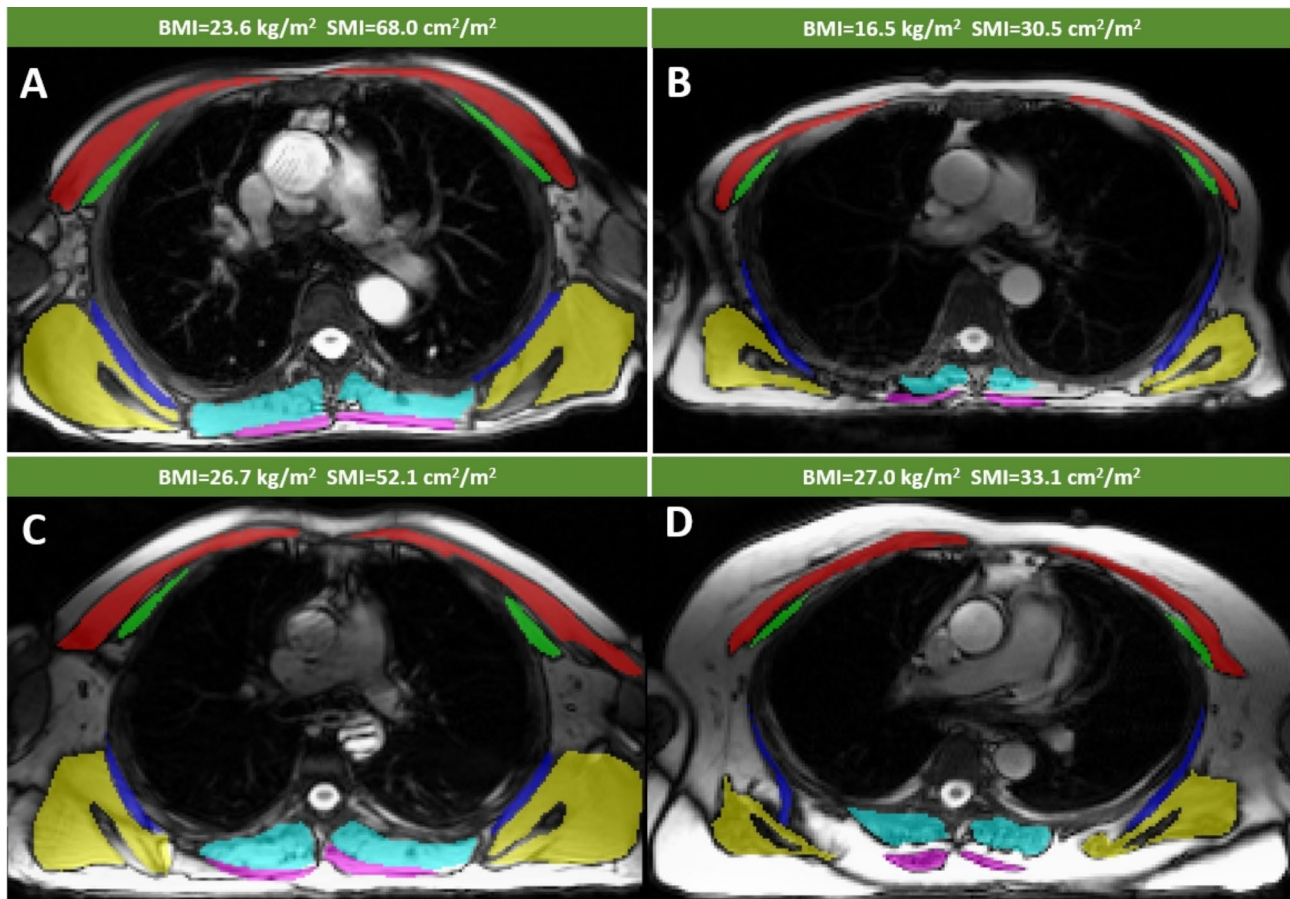 BMI=23.6 kg/m² SMI=68.0 cm²/m²
BMI=16.5 kg/m² SMI=30.5 cm²/m²
A
B
BMI=26.7 kg/m² SMI=52.1 cm²/m²
BMI=27.0 kg/m² SMI=33.1 cm²/m²
C
D